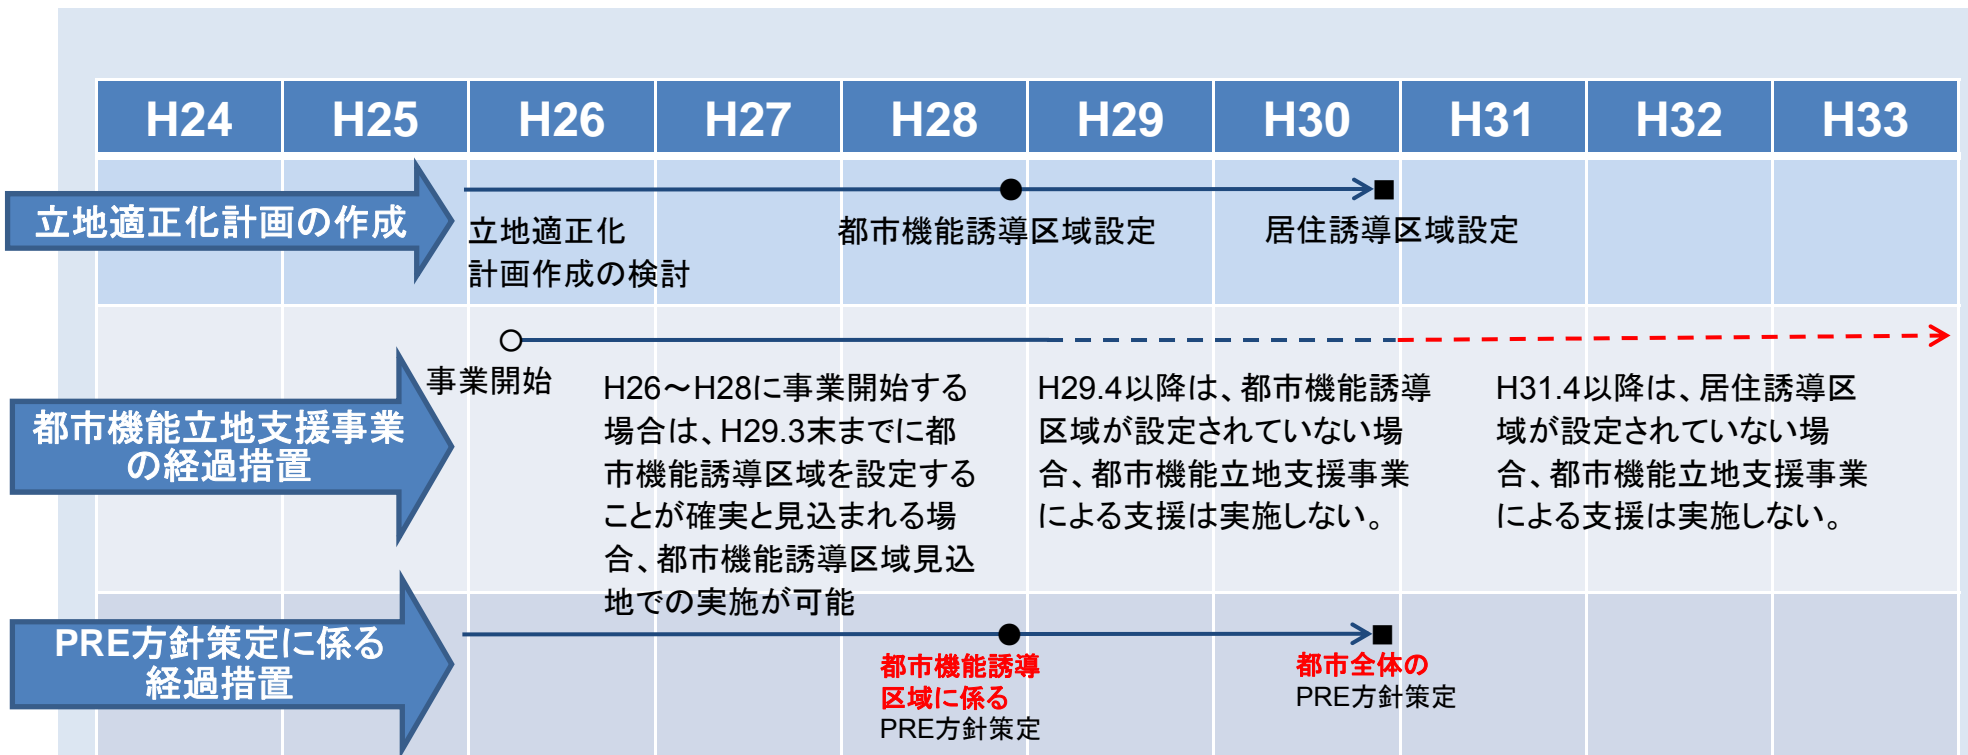 H24 H25 H26 H27 H28 H29 H30 H31 H32 H33
立地適正化計画の作成
立地適正化
計画作成の検討
都市機能誘導区域設定
居住誘導区域設定
都市機能立地支援事業
の経過措置
事業開始
H26～H28に事業開始する
場合は、H29.3末までに都
市機能誘導区域を設定する
ことが確実と見込まれる場
合、都市機能誘導区域見込
地での実施が可能
H29.4以降は、都市機能誘導
区域が設定されていない場
合、都市機能立地支援事業
による支援は実施しない。
H31.4以降は、居住誘導区
域が設定されていない場
合、都市機能立地支援事業
による支援は実施しない。
PRE方針策定に係る
経過措置
都市機能誘導
区域に係る
PRE方針策定
都市全体の
PRE方針策定